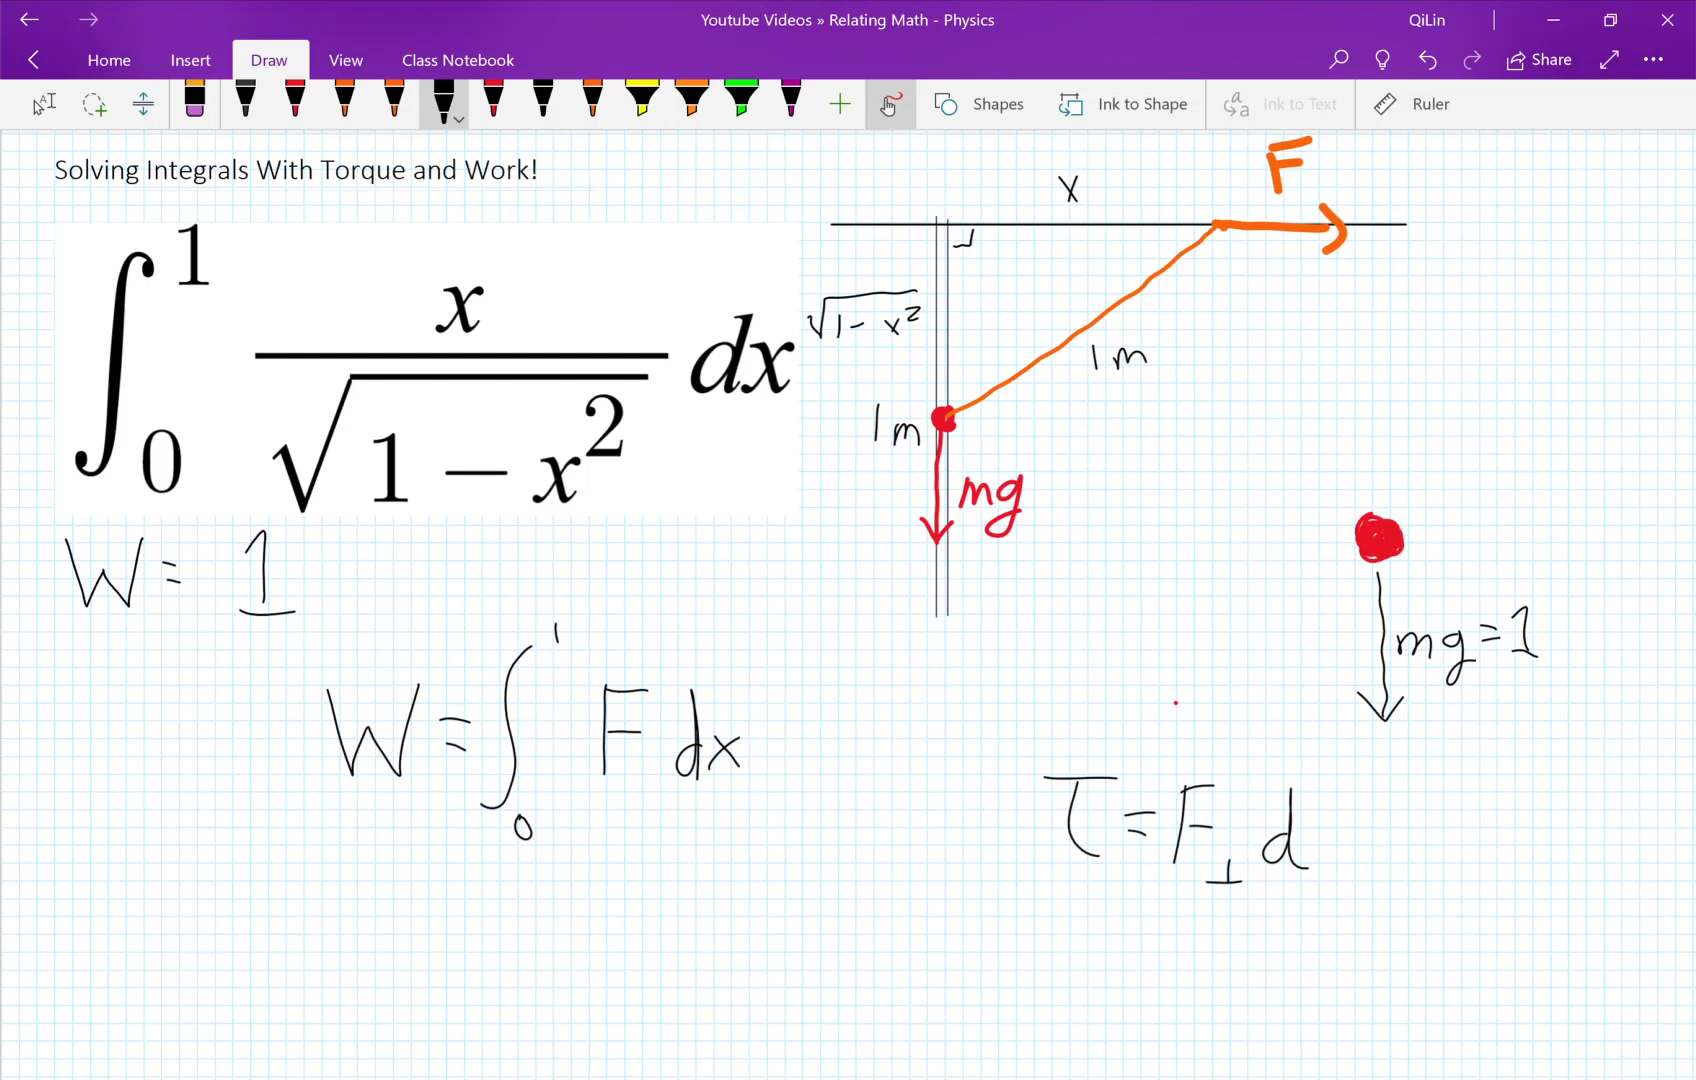 Youtube Videos » Relating Math - Physics
QiLin
Home
Insert
Draw
View
Class Notebook
Share
Shapes
Ink to Shape
Ink to Text
Ruler
Solving Integrals With Torque and Work!
∫₀¹ x/√(1 − x²) dx
W = 1
W = ∫₀¹ F dx
F
x
√(1 - x²)
1m
1m
mg
mg = 1
τ = F⊥ d